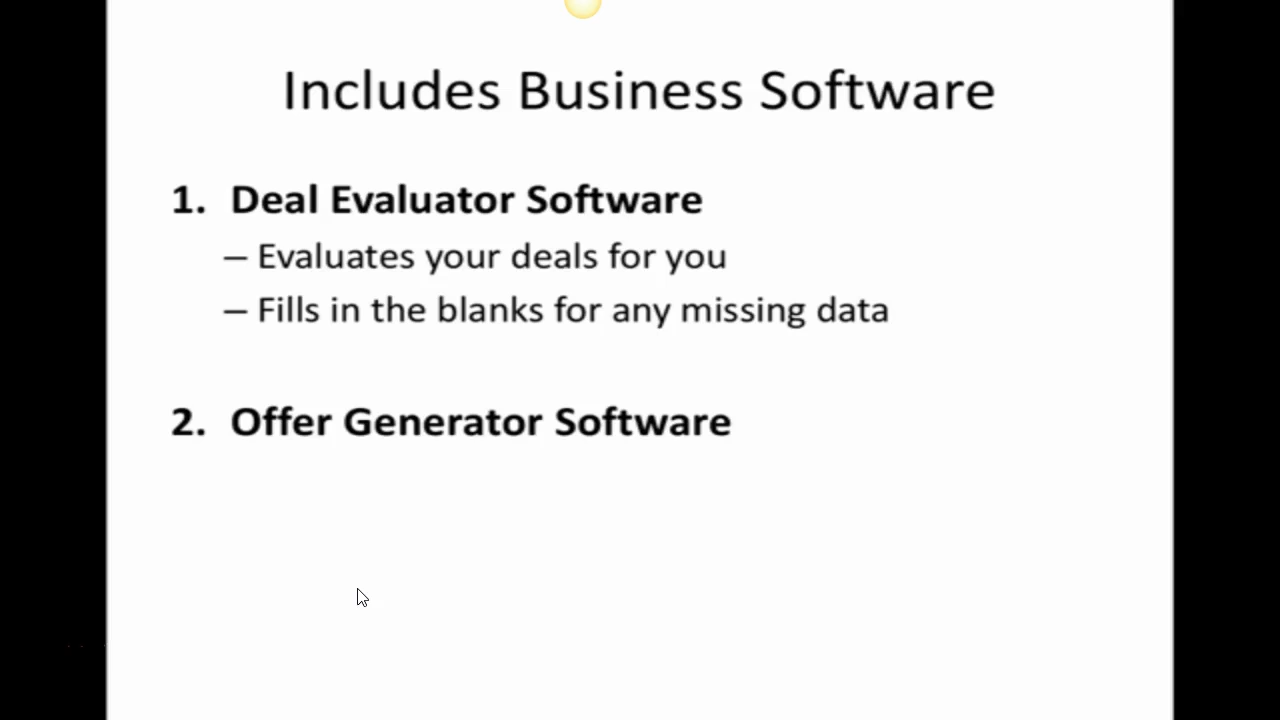 Includes Business Software
1. Deal Evaluator Software
– Evaluates your deals for you
– Fills in the blanks for any missing data
2. Offer Generator Software